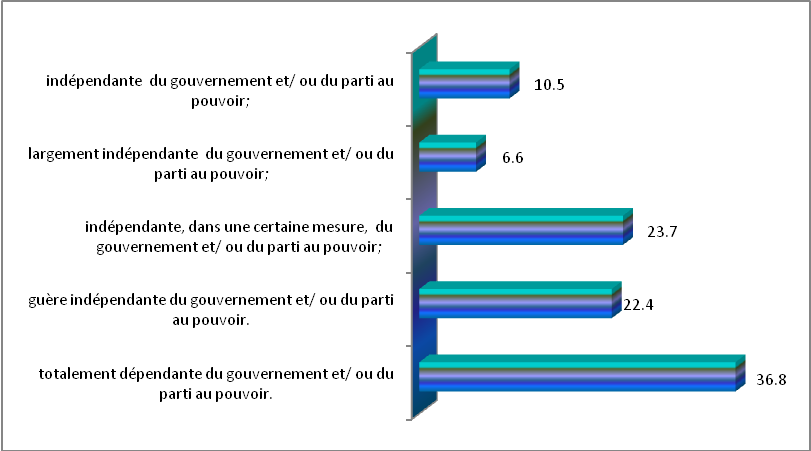 indépendante  du gouvernement et/ ou du parti au
pouvoir;
10.5
largement indépendante  du gouvernement et/ ou du
parti au pouvoir;
6.6
indépendante, dans une certaine mesure,  du
gouvernement et/ ou du parti au pouvoir;
23.7
guère indépendante du gouvernement et/ ou du parti
au pouvoir.
22.4
totalement dépendante du gouvernement et/ ou du
parti au pouvoir.
36.8